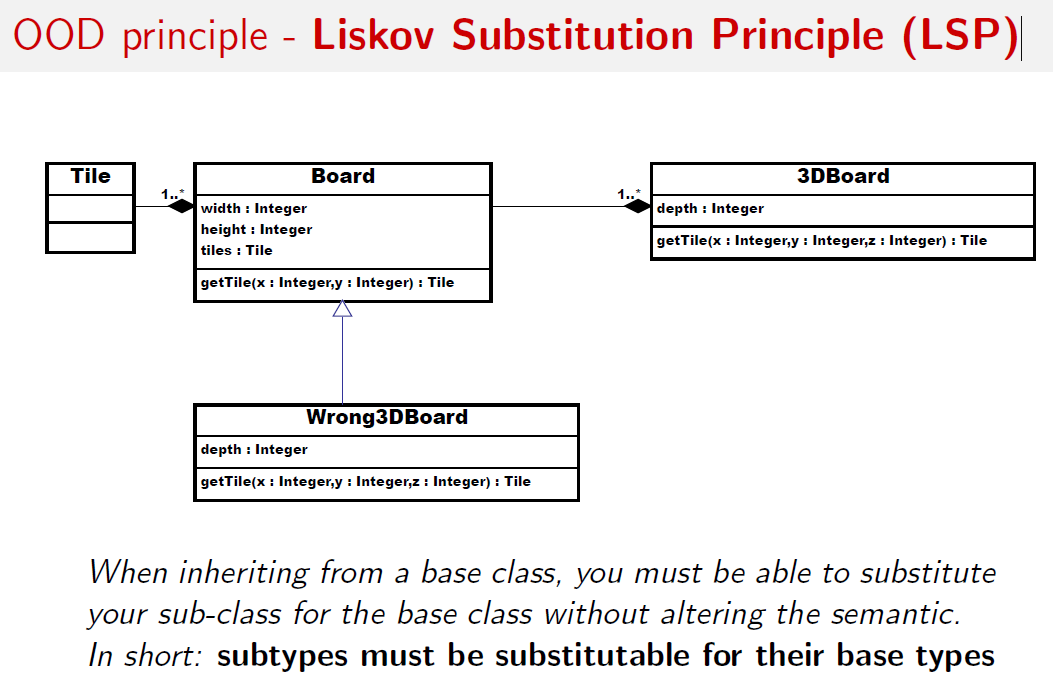 OOD principle - Liskov Substitution Principle (LSP)
Tile
1..*
Board
width : Integer
height : Integer
tiles : Tile
getTile(x : Integer,y : Integer) : Tile
1..*
3DBoard
depth : Integer
getTile(x : Integer,y : Integer,z : Integer) : Tile
Wrong3DBoard
depth : Integer
getTile(x : Integer,y : Integer,z : Integer) : Tile
When inheriting from a base class, you must be able to substitute
your sub-class for the base class without altering the semantic.
In short: subtypes must be substitutable for their base types